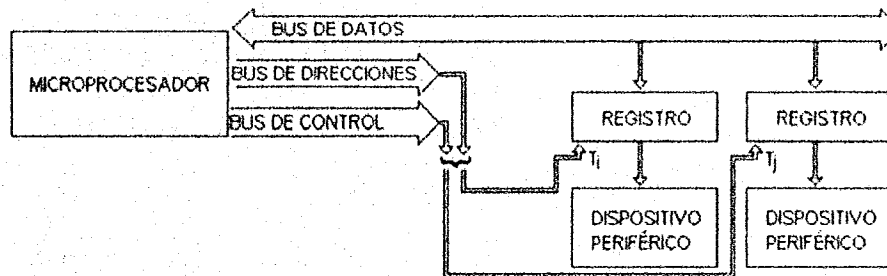 BUS DE DATOS
BUS DE DIRECCIONES
MICROPROCESADOR
BUS DE CONTROL
REGISTRO
REGISTRO
Ti
Tj
DISPOSITIVO
PERIFÉRICO
DISPOSITIVO
PERIFÉRICO